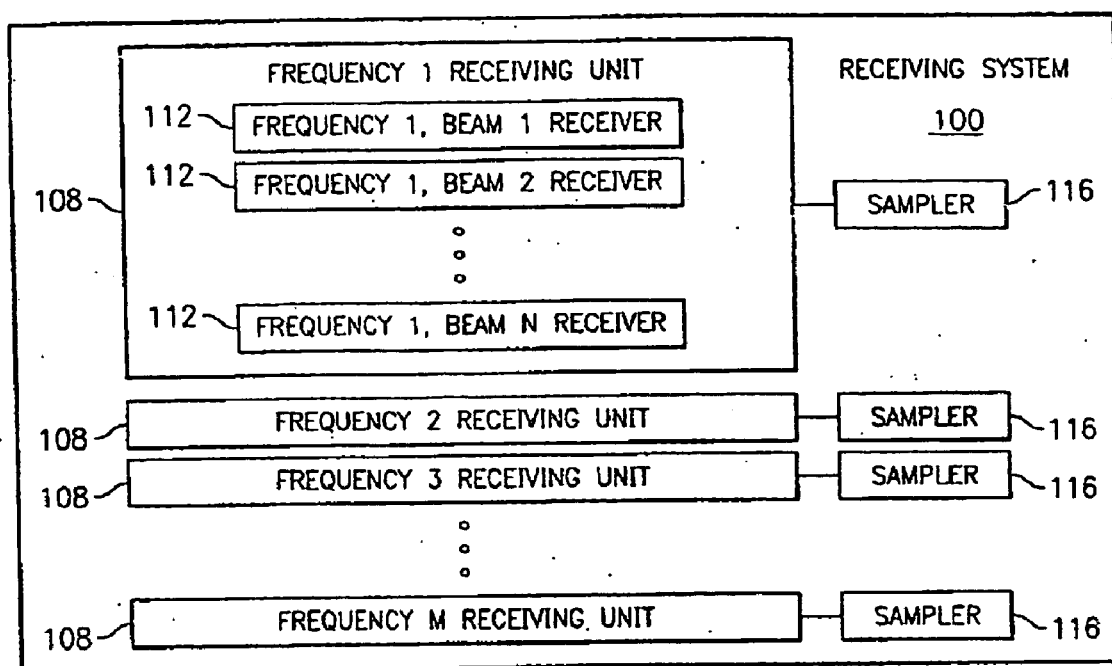 FREQUENCY 1 RECEIVING UNIT
RECEIVING SYSTEM
100
112
FREQUENCY 1, BEAM 1 RECEIVER
112
FREQUENCY 1, BEAM 2 RECEIVER
108
SAMPLER
116
112
FREQUENCY 1, BEAM N RECEIVER
108
FREQUENCY 2 RECEIVING UNIT
SAMPLER
116
108
FREQUENCY 3 RECEIVING UNIT
SAMPLER
116
108
FREQUENCY M RECEIVING UNIT
SAMPLER
116